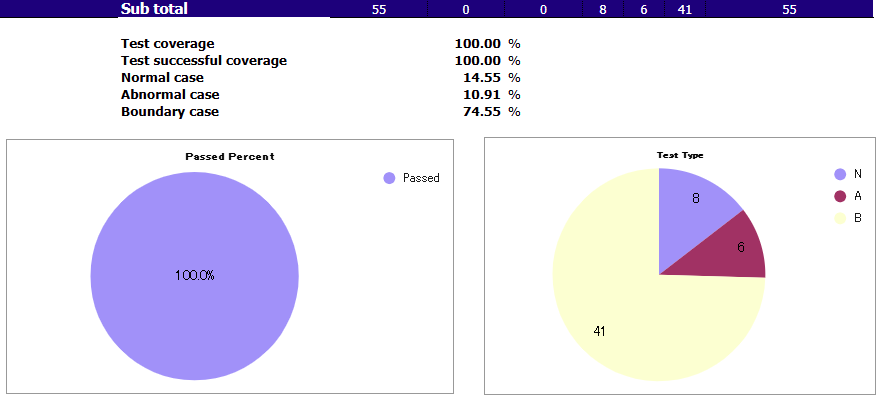 Sub total 55 0 0 8 6 41 55
Test coverage 100.00 %
Test successful coverage 100.00 %
Normal case 14.55 %
Abnormal case 10.91 %
Boundary case 74.55 %
Passed Percent
Passed
100.0%
Test Type
N
A
B
8
6
41